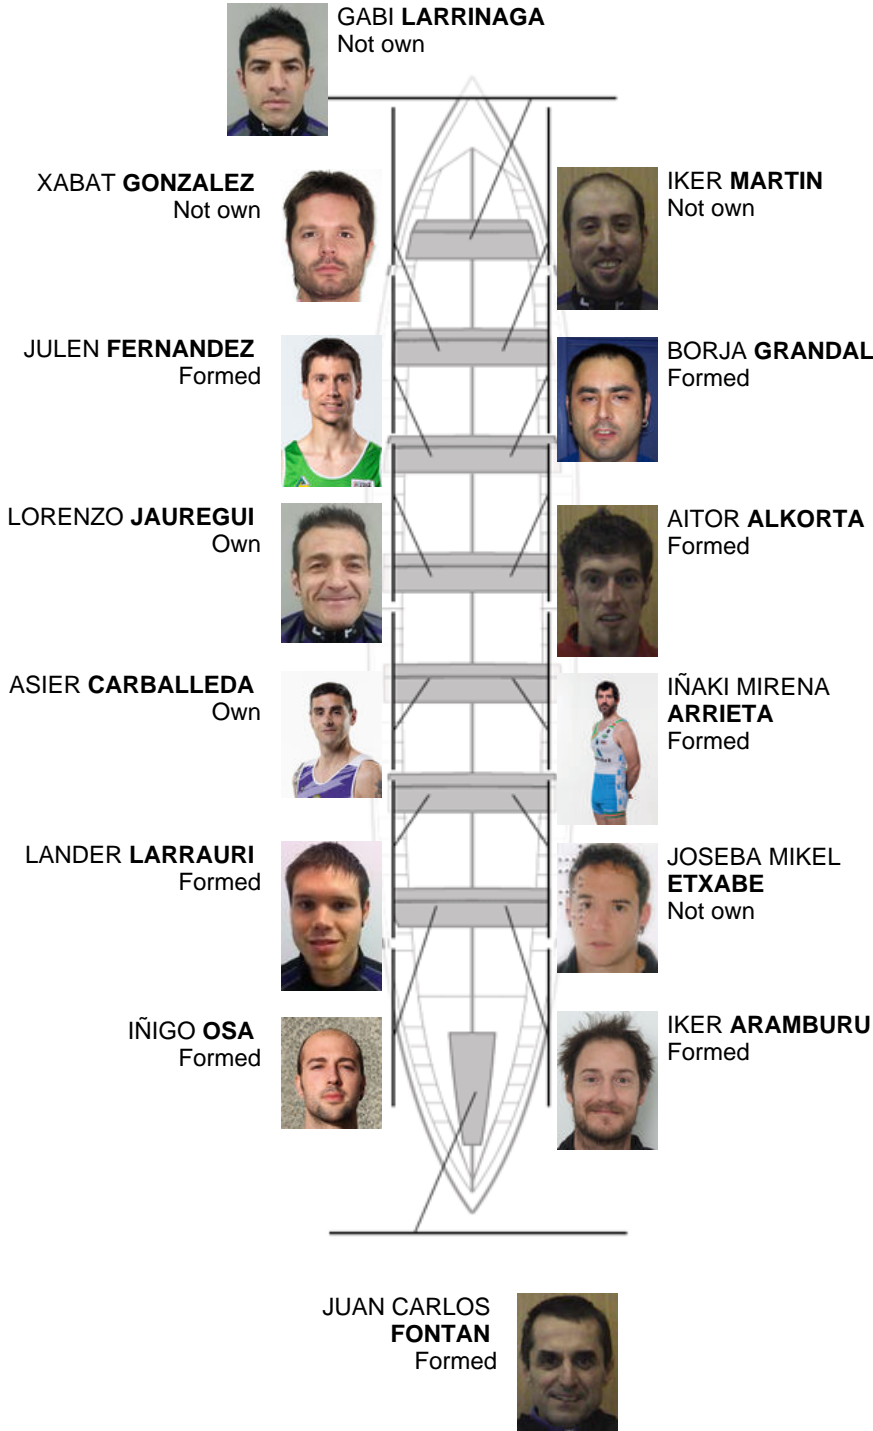 GABI LARRINAGA
Not own
XABAT GONZALEZ
Not own
IKER MARTIN
Not own
JULEN FERNANDEZ
Formed
BORJA GRANDAL
Formed
LORENZO JAUREGUI
Own
AITOR ALKORTA
Formed
ASIER CARBALLEDA
Own
IÑAKI MIRENA
ARRIETA
Formed
LANDER LARRAURI
Formed
JOSEBA MIKEL
ETXABE
Not own
IÑIGO OSA
Formed
IKER ARAMBURU
Formed
JUAN CARLOS
FONTAN
Formed